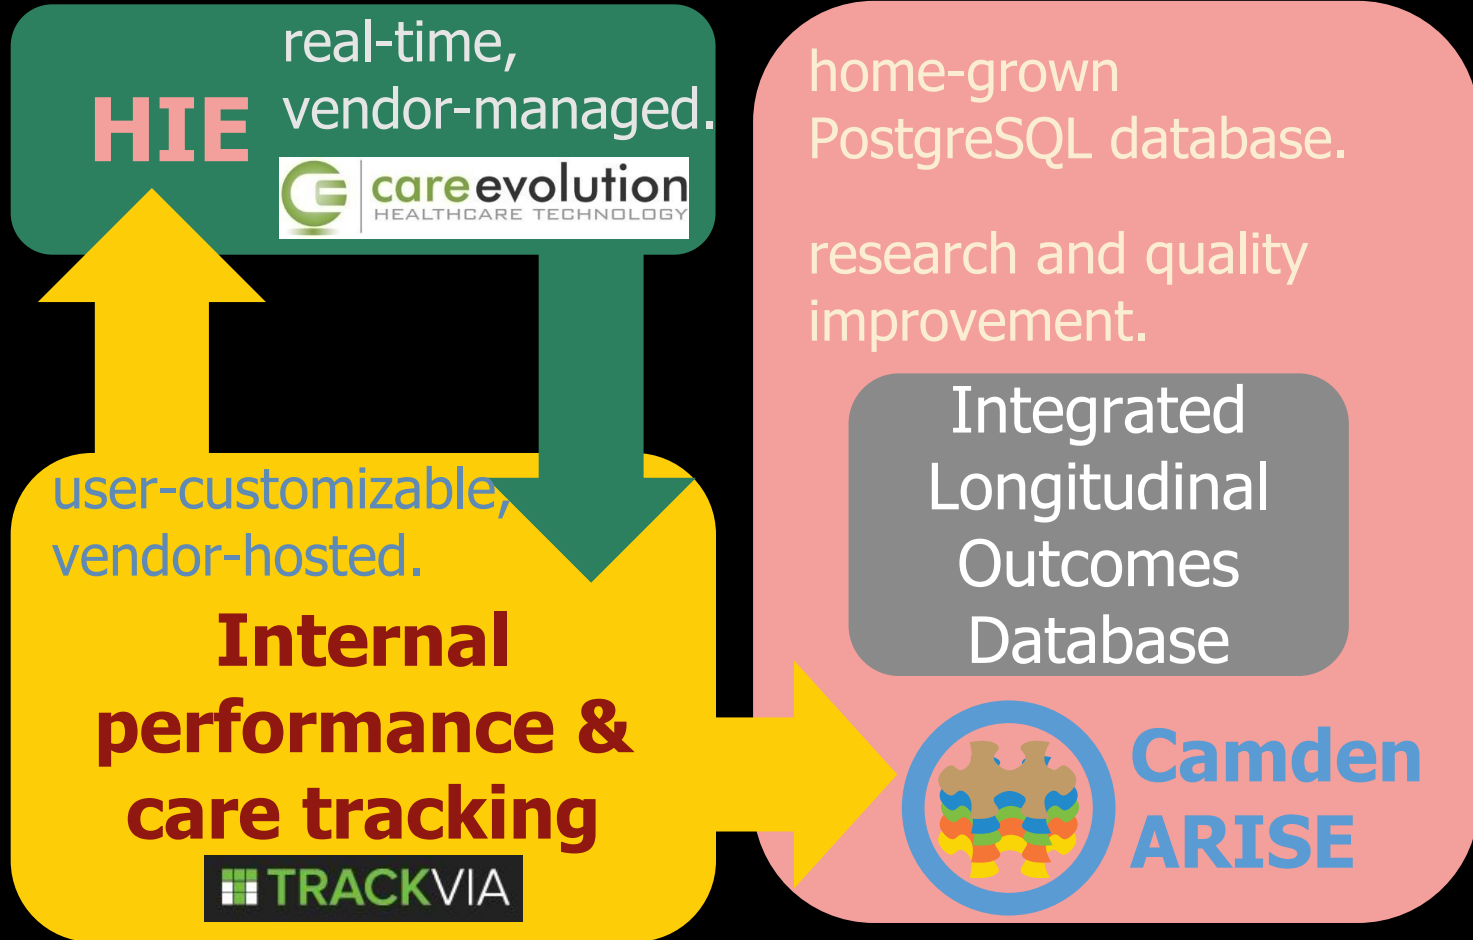 HIE
real-time,
vendor-managed.
careevolution
HEALTHCARE TECHNOLOGY
user-customizable,
vendor-hosted.
Internal
performance &
care tracking
TRACKVIA
home-grown
PostgreSQL database.
research and quality
improvement.
Integrated
Longitudinal
Outcomes
Database
Camden
ARISE